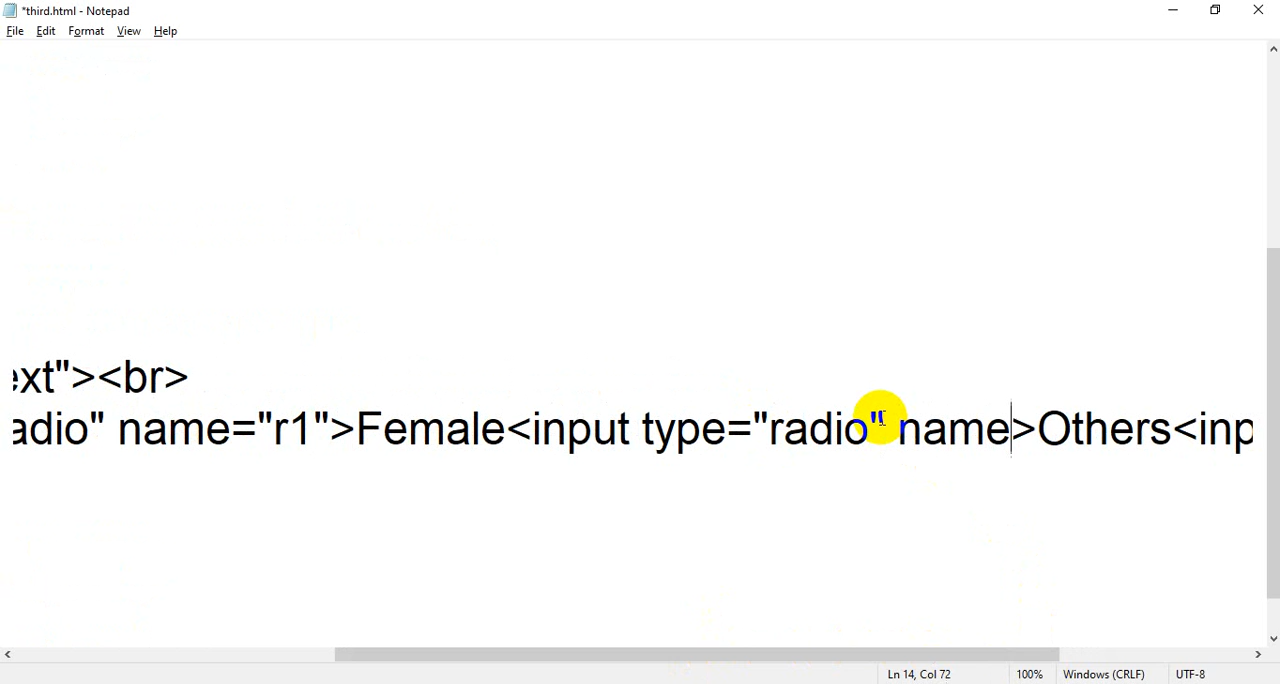 *third.html - Notepad
File Edit Format View Help
xt"><br>
adio" name="r1">Female<input type="radio" name>Others<inp
Ln 14, Col 72 100% Windows (CRLF) UTF-8